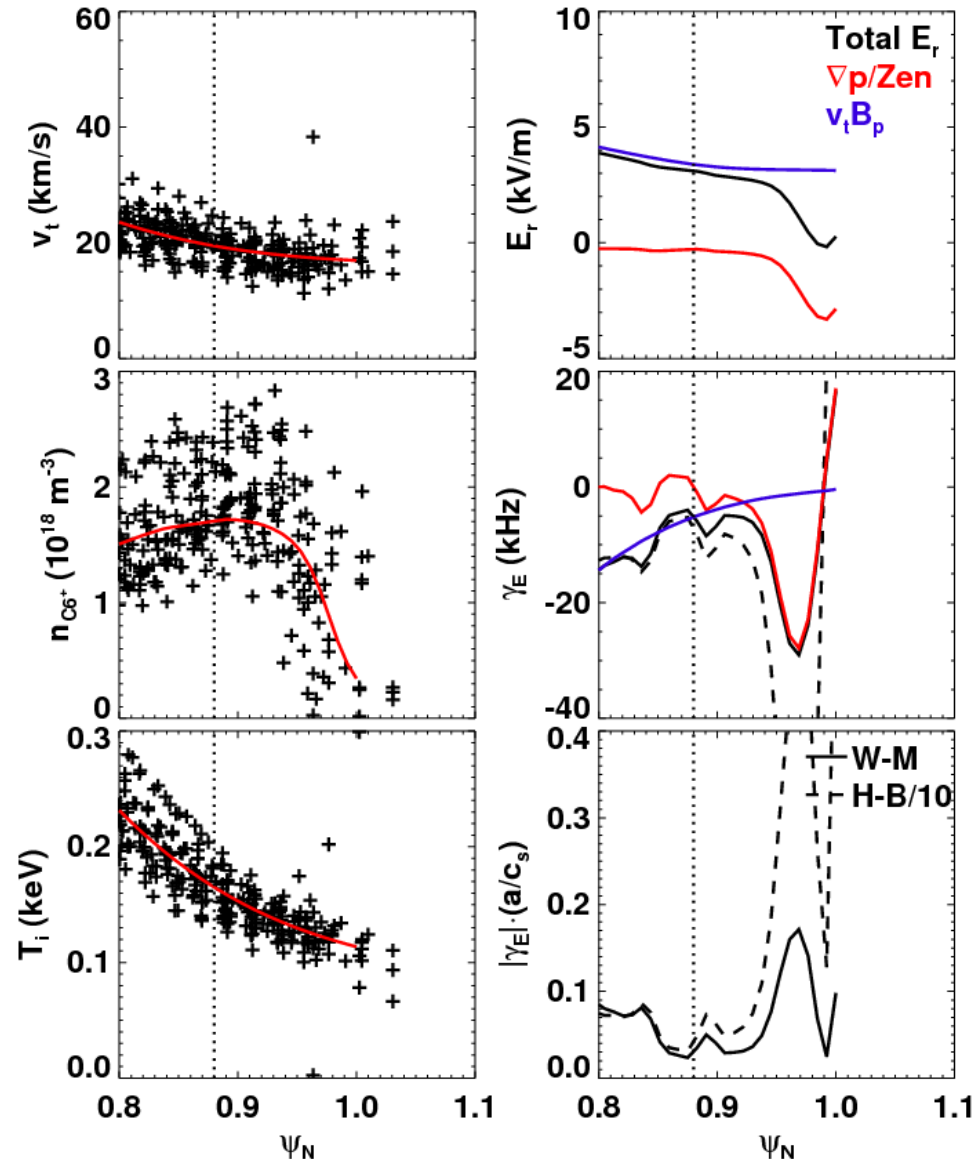 60
40
20
0
v_t (km/s)
10
5
0
-5
E_r (kV/m)
Total E_r
∇p/Zen
v_tB_p
3
2
1
0
n_C6^+ (10^18 m^-3)
20
0
-20
-40
γ_E (kHz)
0.3
0.2
0.1
0.0
T_i (keV)
0.8 0.9 1.0 1.1
ψ_N
0.4
0.3
0.2
0.1
0.0
|γ_E|·(a/c_s)
W-M
H-B/10
0.8 0.9 1.0 1.1
ψ_N